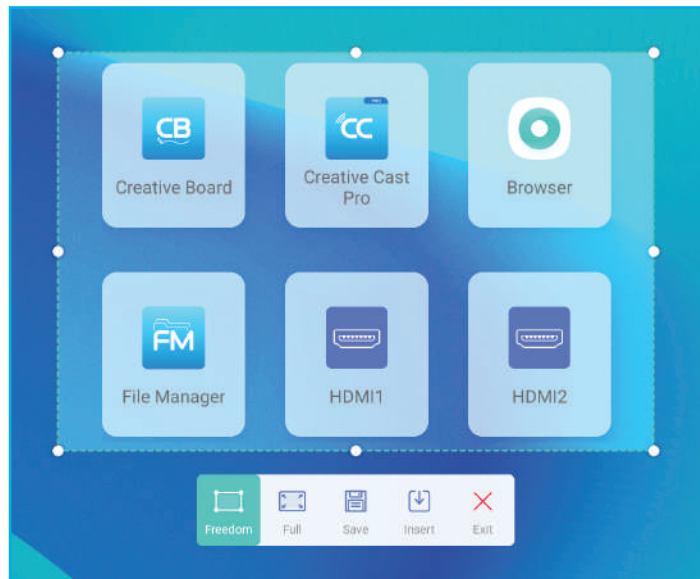 CB
CC
PRO
Creative Board
Creative Cast
Pro
Browser
FM
File Manager
HDMI1
HDMI2
Freedom
Full
Save
Insert
Exit